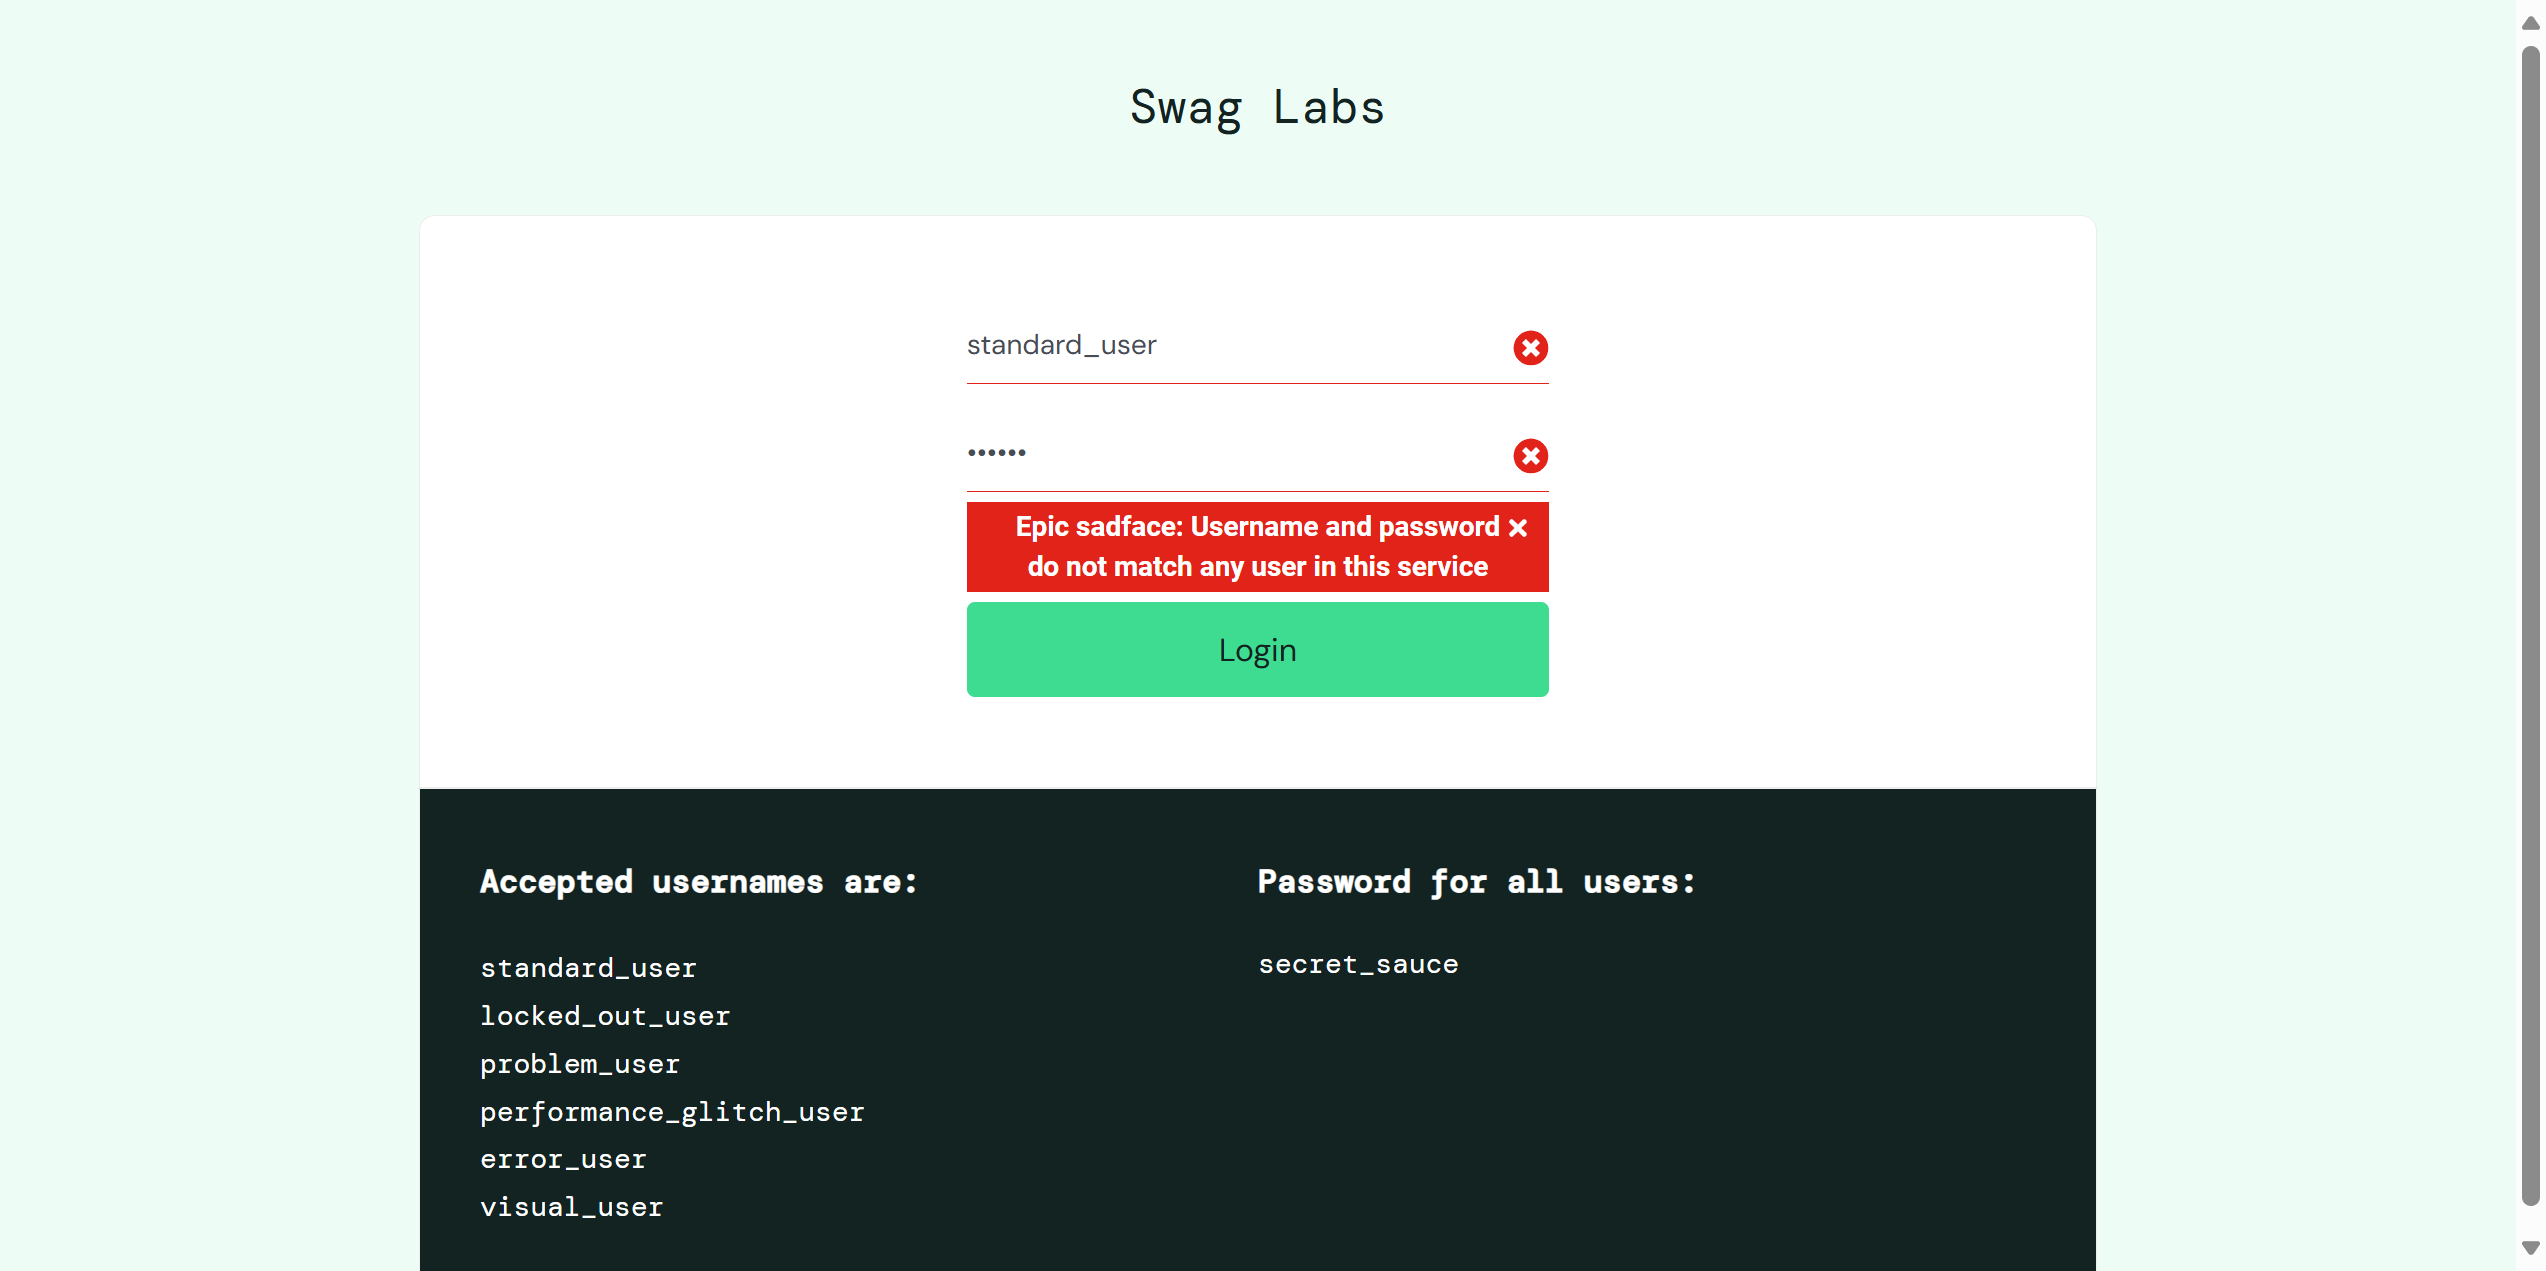 Swag Labs
standard_user
••••••
Epic sadface: Username and password
do not match any user in this service
Login
Accepted usernames are:
standard_user
locked_out_user
problem_user
performance_glitch_user
error_user
visual_user
Password for all users:
secret_sauce